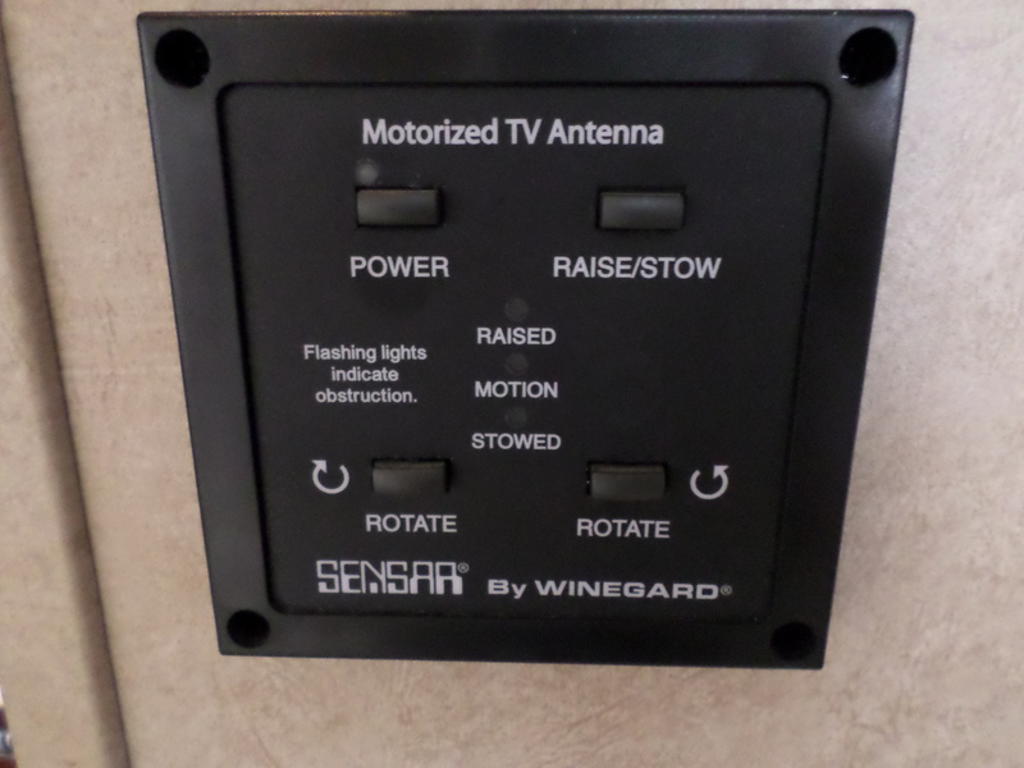 Motorized TV Antenna
POWER
RAISE/STOW
RAISED
Flashing lights
indicate
obstruction.
MOTION
STOWED
ROTATE
ROTATE
SENSAR® By WINEGARD®